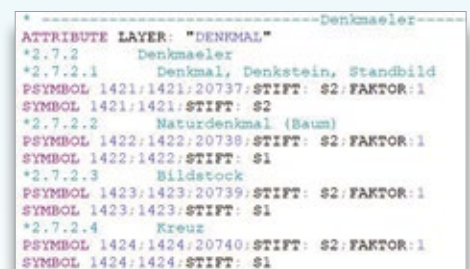 * -----------------------------------Denkmaeler-----
ATTRIBUTE LAYER: "DENKMAL"
*2.7.2 Denkmaeler
*2.7.2.1 Denkmal, Denkstein, Standbild
PSYMBOL 1421;1421;20737;STIFT: S2;FAKTOR:1
SYMBOL 1421;1421;STIFT: S2
*2.7.2.2 Naturdenkmal (Baum)
PSYMBOL 1422;1422;20738;STIFT: S2;FAKTOR:1
SYMBOL 1422;1422;STIFT: S1
*2.7.2.3 Bildstock
PSYMBOL 1423;1423;20739;STIFT: S2;FAKTOR:1
SYMBOL 1423;1423;STIFT: S1
*2.7.2.4 Kreuz
PSYMBOL 1424;1424;20740;STIFT: S2;FAKTOR:1
SYMBOL 1424;1424;STIFT: S1